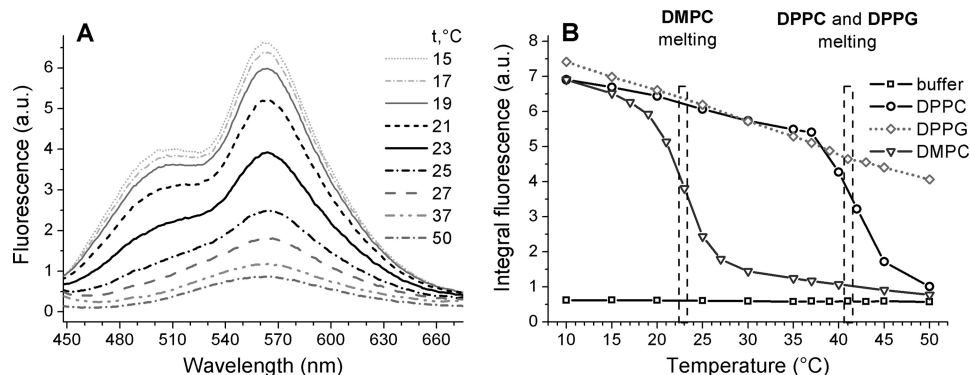 A
t,°C
15
17
19
21
23
25
27
37
50
Fluorescence (a.u.)
6
5
4
3
2
1
0
450 480 510 540 570 600 630 660
Wavelength (nm)
DMPC
melting
DPPC and DPPG
melting
B
buffer
DPPC
DPPG
DMPC
Integral fluorescence (a.u.)
8
7
6
5
4
3
2
1
0
10 15 20 25 30 35 40 45 50
Temperature (°C)